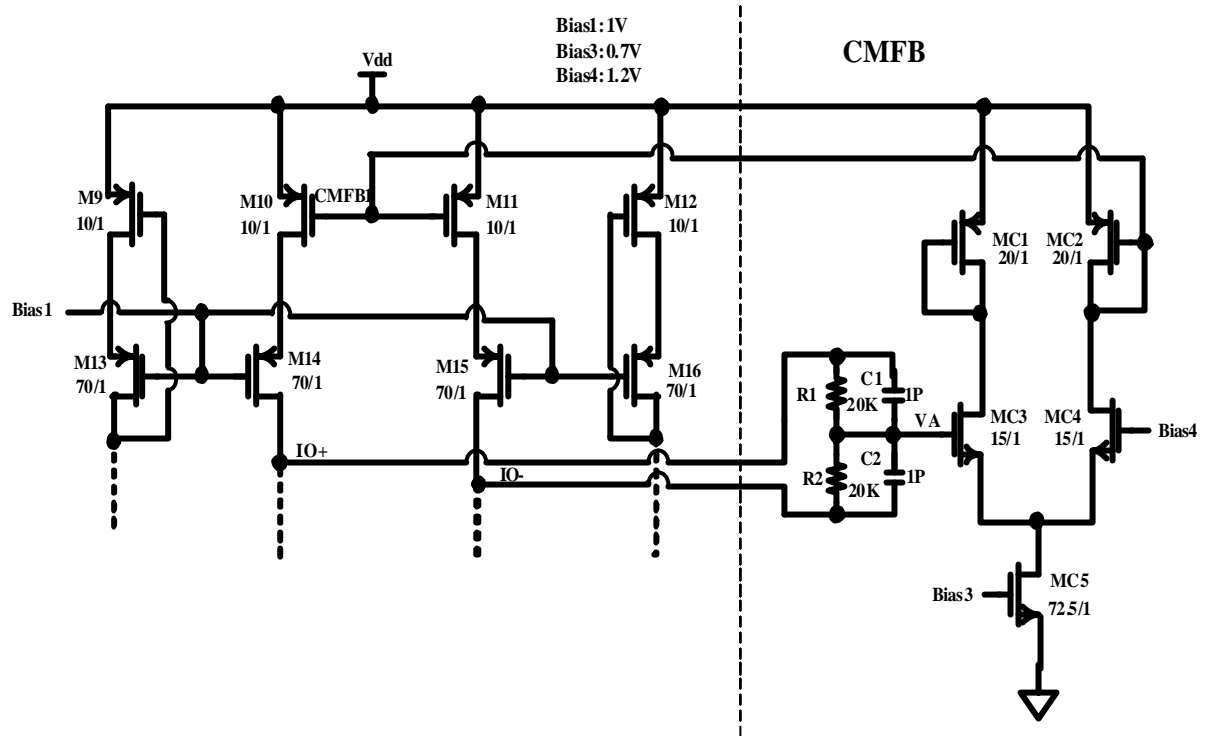 Bias1:1V
Bias3:0.7V
Bias4:1.2V
CMFB
Vdd
M9
10/1
M10
10/1
CMFB1
M11
10/1
M12
10/1
MC1
20/1
MC2
20/1
Bias1
M13
70/1
M14
70/1
M15
70/1
M16
70/1
R1
20K
C1
1P
VA
MC3
15/1
MC4
15/1
Bias4
IO+
IO-
R2
20K
C2
1P
Bias3
MC5
72.5/1